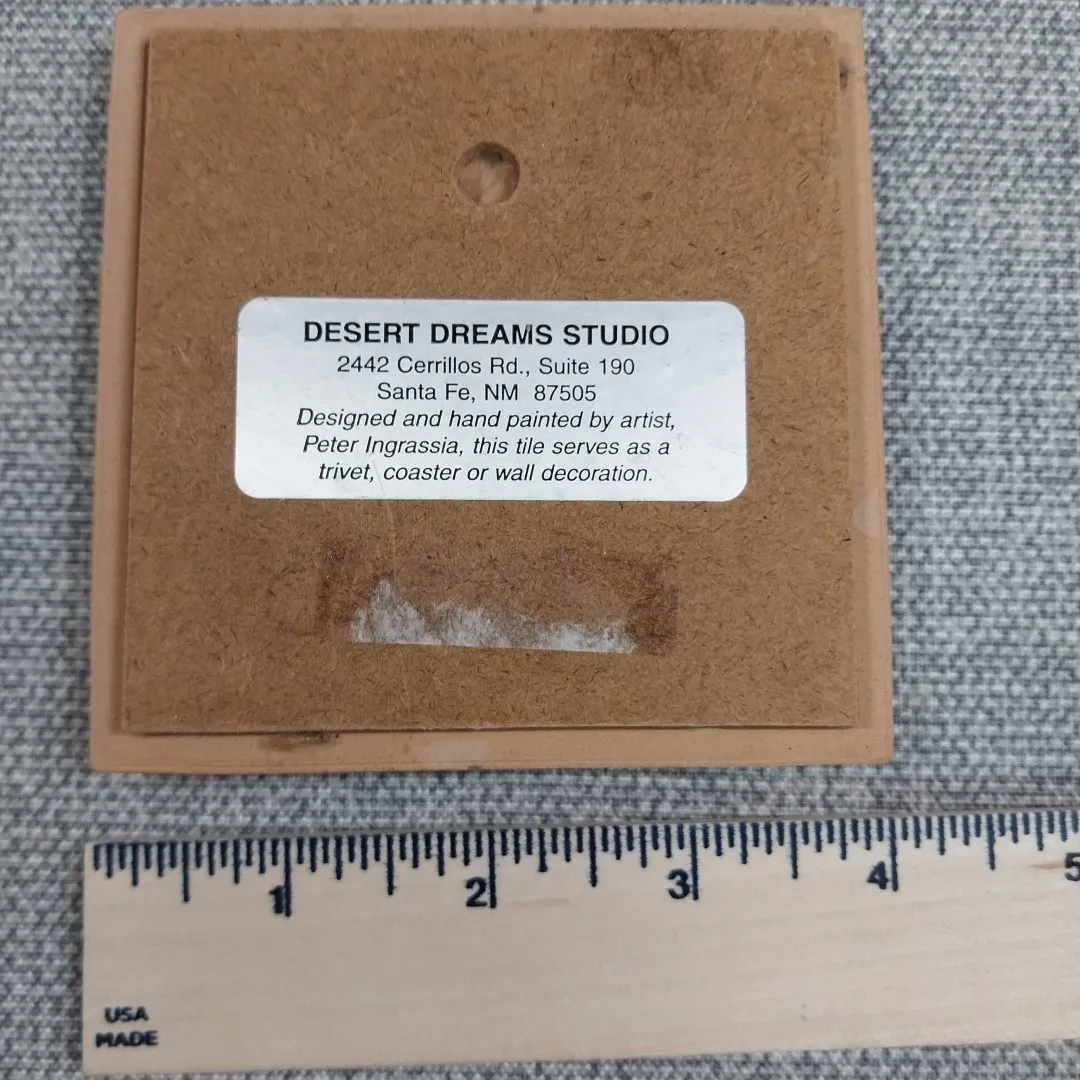 DESERT DREAMS STUDIO
2442 Cerrillos Rd., Suite 190
Santa Fe, NM 87505
Designed and hand painted by artist,
Peter Ingrassia, this tile serves as a
trivet, coaster or wall decoration.
1 2 3 4 5
USA
MADE